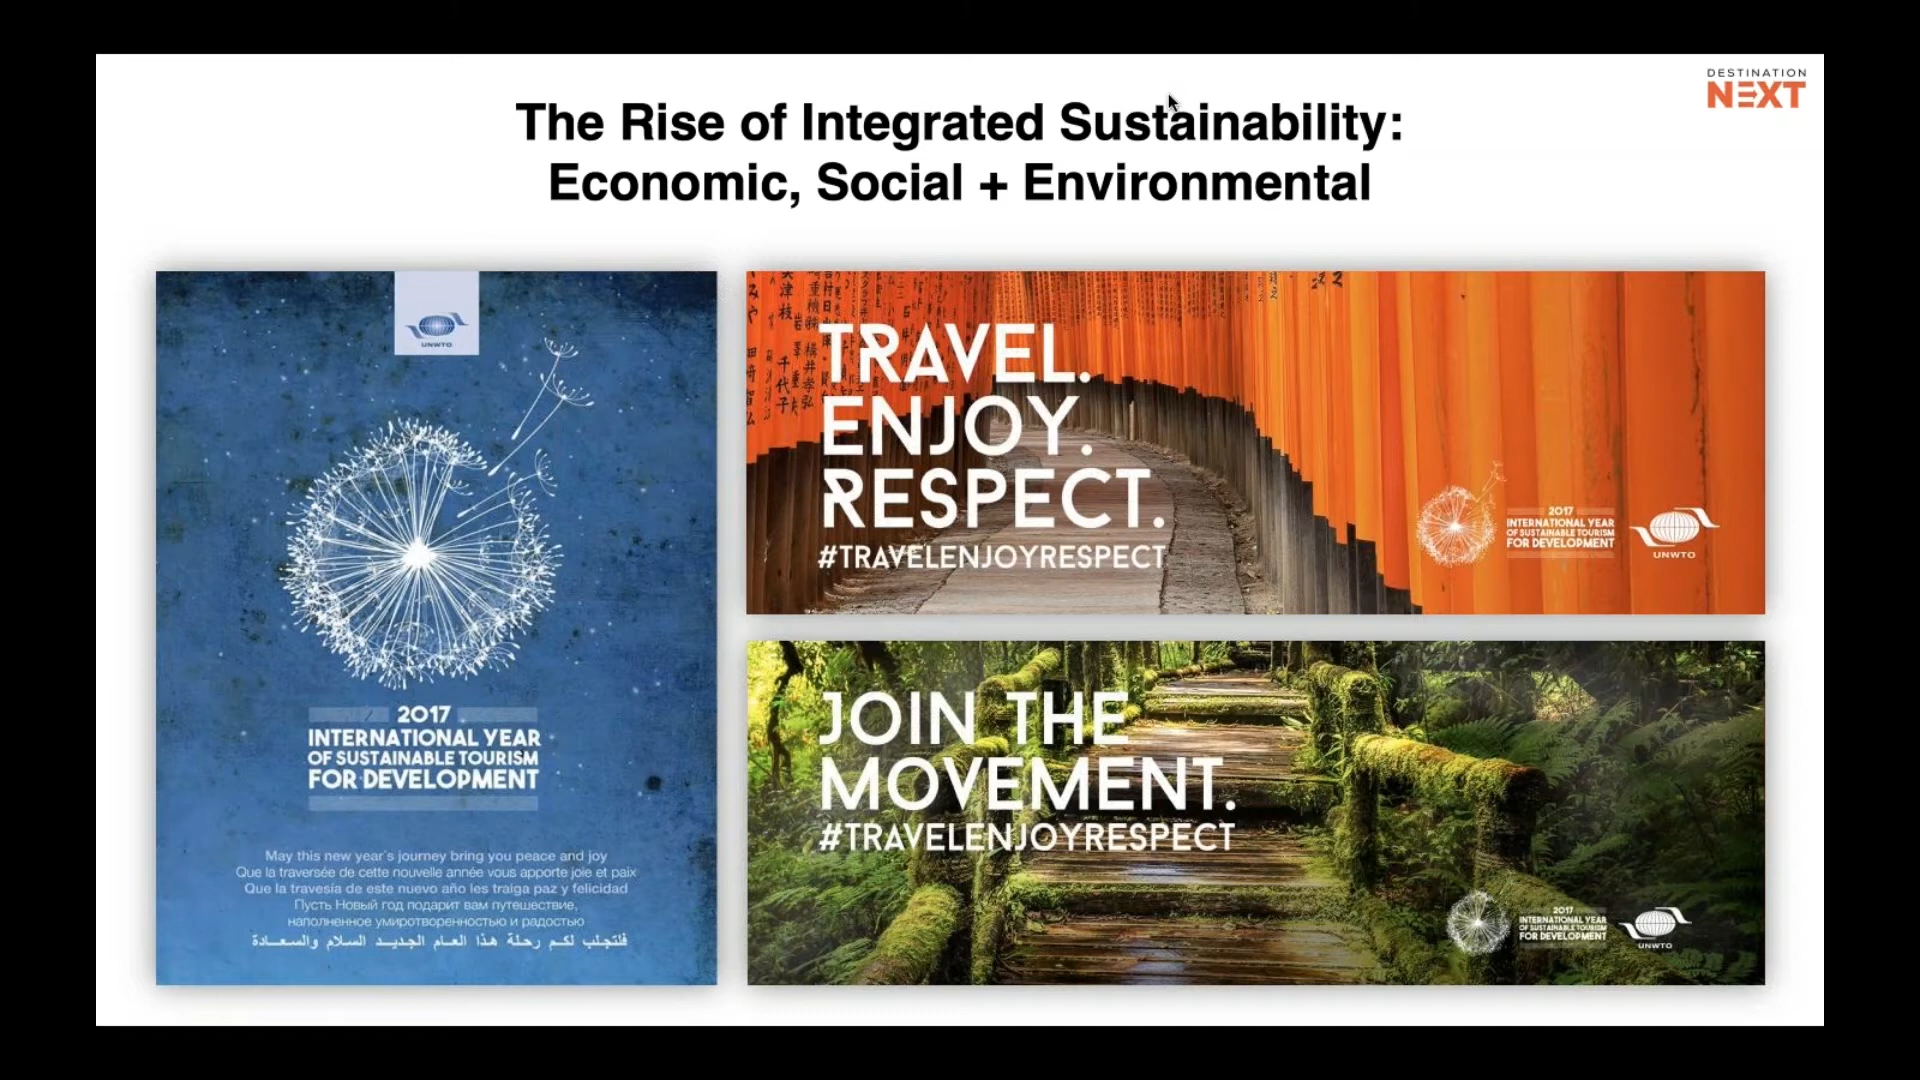 DESTINATION
NEXT
The Rise of Integrated Sustainability:
Economic, Social + Environmental
UNWTO
2017
INTERNATIONAL YEAR
OF SUSTAINABLE TOURISM
FOR DEVELOPMENT
May this new year's journey bring you peace and joy
Que la traversée de cette nouvelle année vous apporte joie et paix
Que la travesía de este nuevo año les traiga paz y felicidad
Пусть Новый год подарит вам путешествие,
наполненное умиротворенностью и радостью
فلتجلب لكم رحلة هذا العام الجديد السلام والسعادة
TRAVEL.
ENJOY.
RESPECT.
#TRAVELENJOYRESPECT
2017
INTERNATIONAL YEAR
OF SUSTAINABLE TOURISM
FOR DEVELOPMENT
UNWTO
JOIN THE
MOVEMENT.
#TRAVELENJOYRESPECT
2017
INTERNATIONAL YEAR
OF SUSTAINABLE TOURISM
FOR DEVELOPMENT
UNWTO